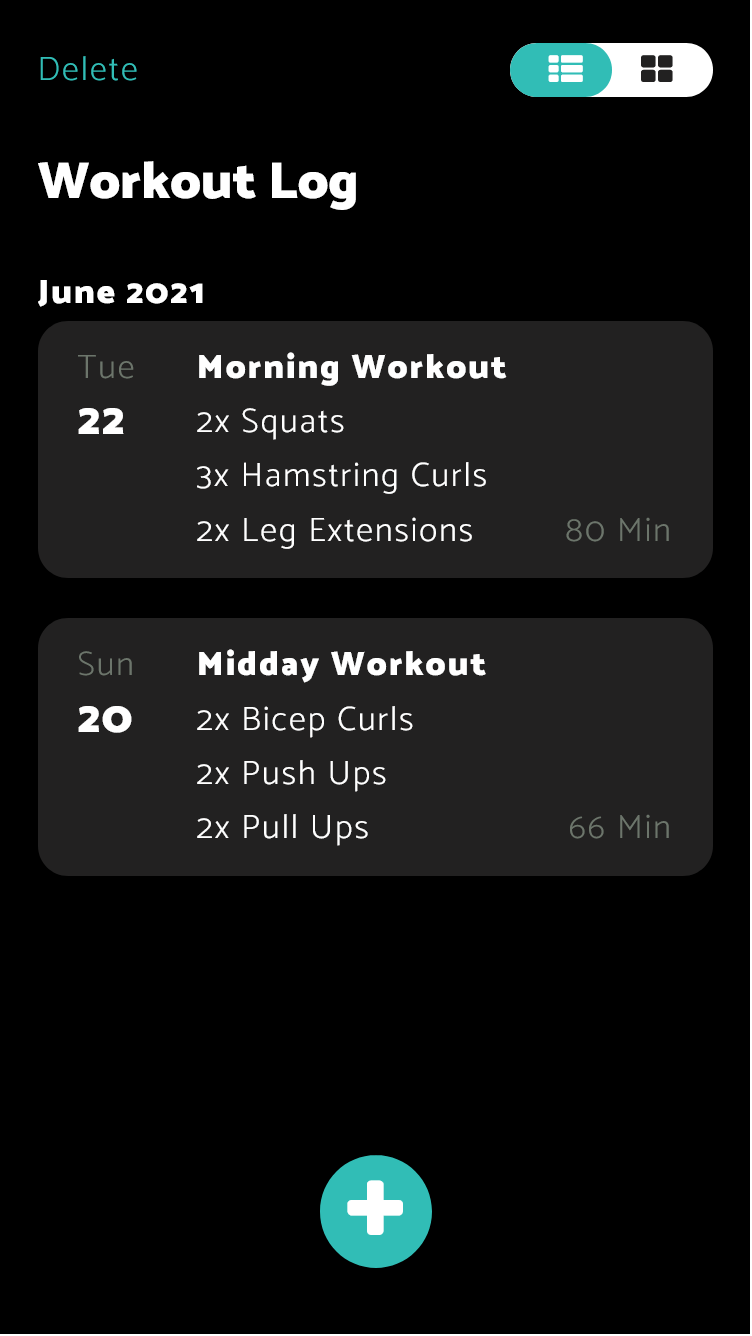 Delete
Workout Log
June 2021
Tue
Morning Workout
22
2x Squats
3x Hamstring Curls
2x Leg Extensions
80 Min
Sun
Midday Workout
20
2x Bicep Curls
2x Push Ups
2x Pull Ups
66 Min